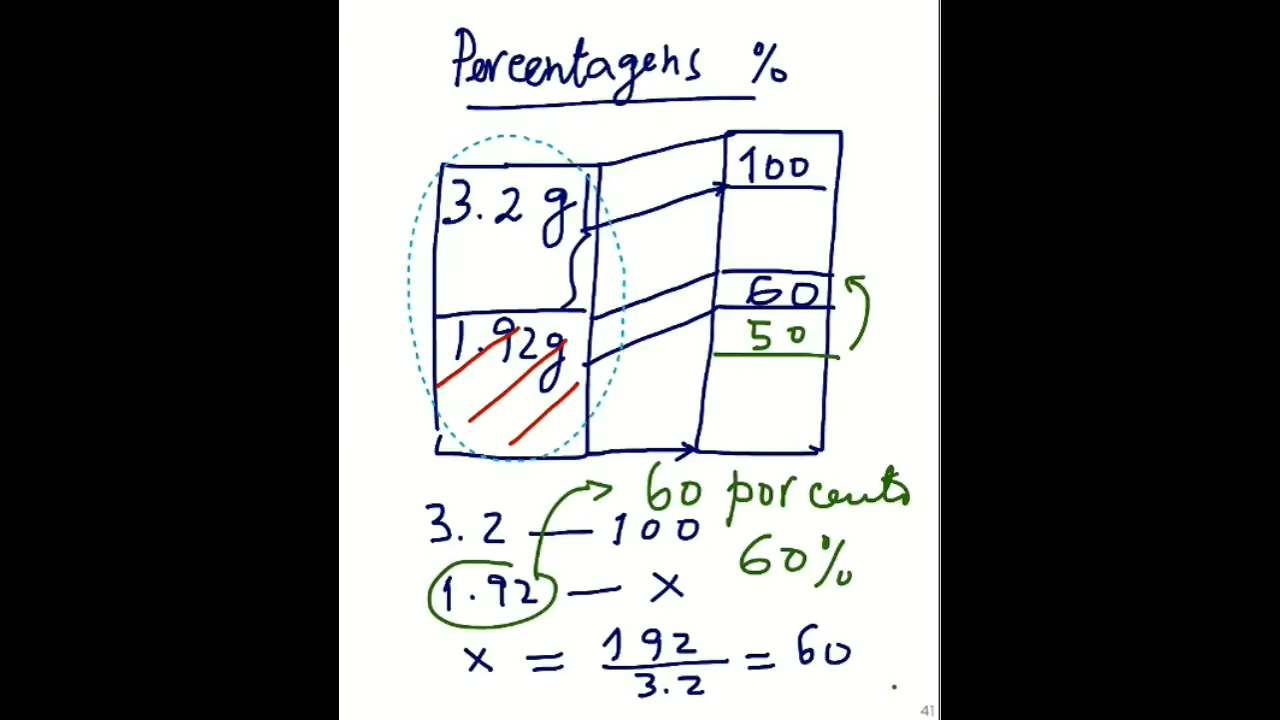 Percentagens %
3.2 g
100
60
1.92g
50
60 por cento
3.2 — 100
60%
1.92 — x
x = 192/3.2 = 60
41